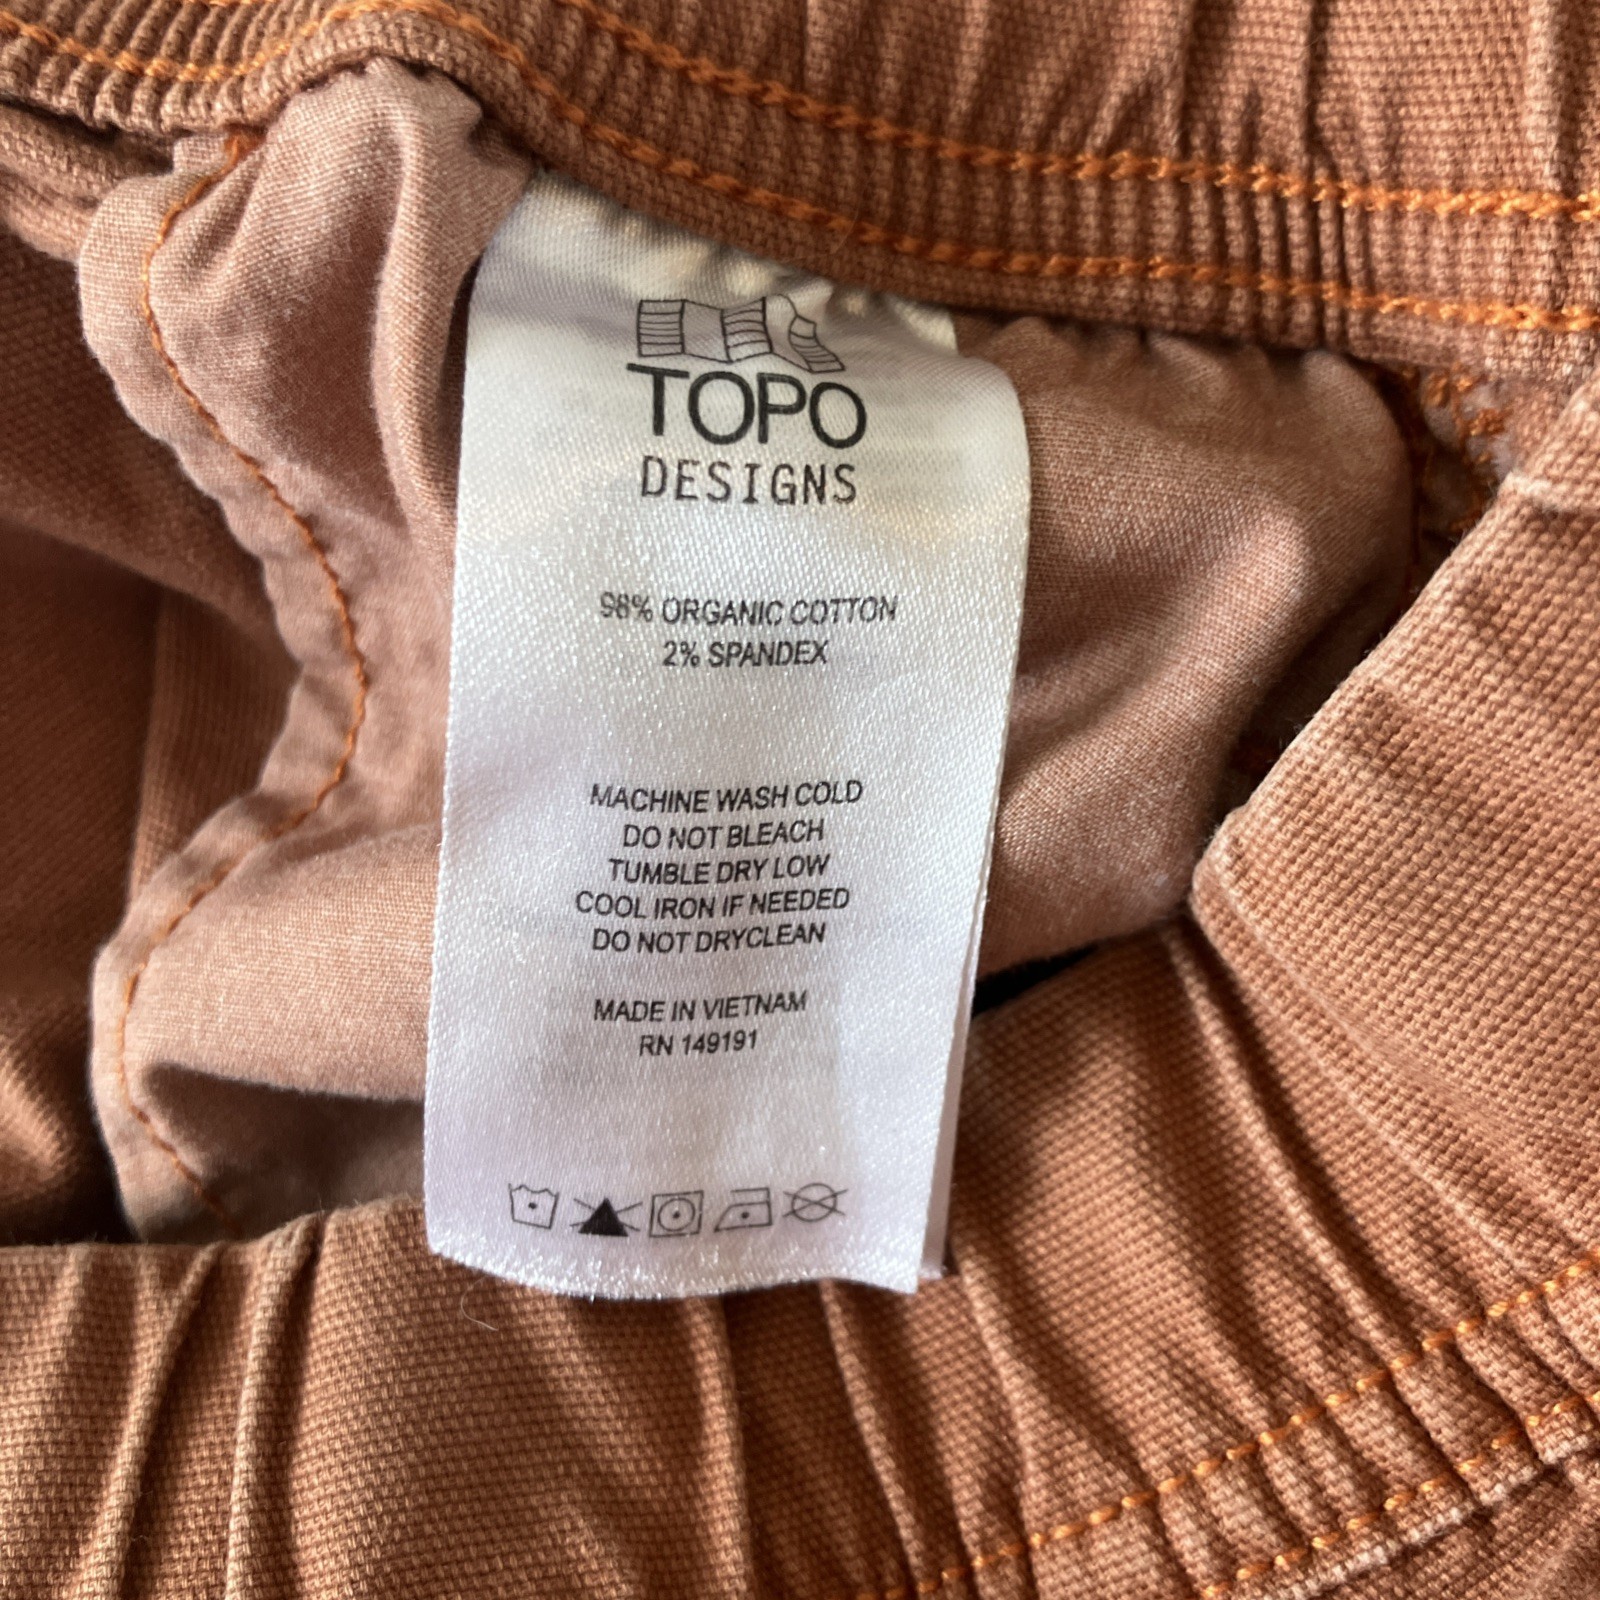 TOPO
DESIGNS
98% ORGANIC COTTON
2% SPANDEX
MACHINE WASH COLD
DO NOT BLEACH
TUMBLE DRY LOW
COOL IRON IF NEEDED
DO NOT DRYCLEAN
MADE IN VIETNAM
RN 149191